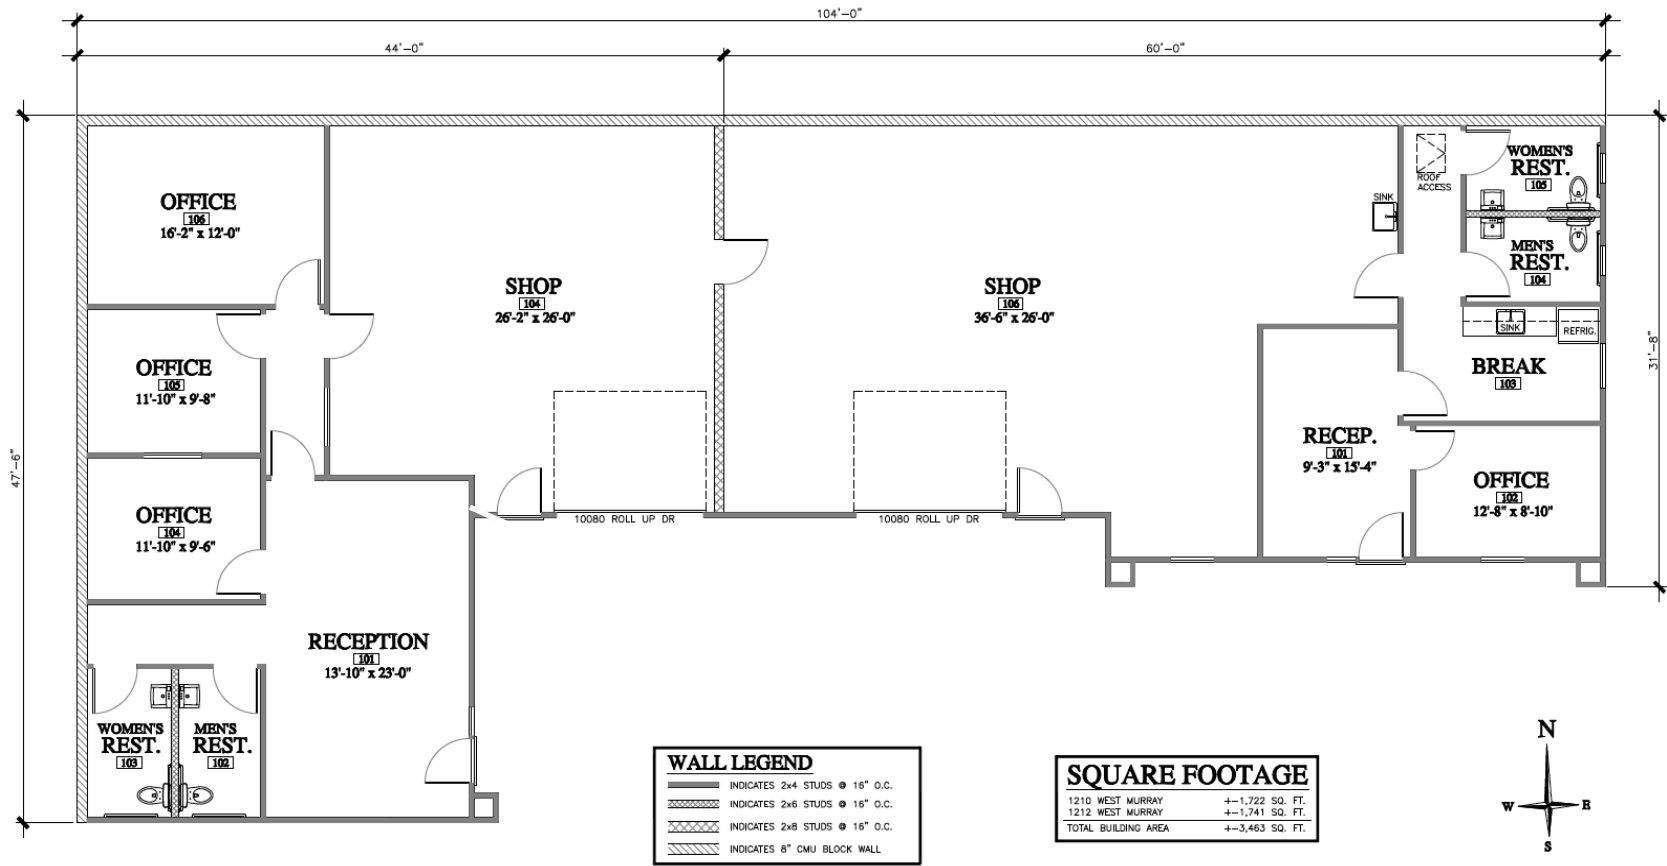 104'-0"
44'-0"
60'-0"
47'-6"
31'-8"
OFFICE
106
16'-2" x 12'-0"
SHOP
104
26'-2" x 26'-0"
SHOP
106
36'-6" x 26'-0"
SINK
ROOF
ACCESS
WOMEN'S
REST.
105
MEN'S
REST.
104
SINK
REFRIG.
BREAK
103
OFFICE
105
11'-10" x 9'-8"
RECEP.
101
9'-3" x 15'-4"
OFFICE
102
12'-8" x 8'-10"
OFFICE
104
11'-10" x 9'-6"
10080 ROLL UP DR
10080 ROLL UP DR
RECEPTION
101
13'-10" x 23'-0"
WOMEN'S
REST.
103
MEN'S
REST.
102
WALL LEGEND
INDICATES 2x4 STUDS @ 16" O.C.
INDICATES 2x6 STUDS @ 16" O.C.
INDICATES 2x8 STUDS @ 16" O.C.
INDICATES 8" CMU BLOCK WALL
SQUARE FOOTAGE
1210 WEST MURRAY +-1,722 SQ. FT.
1212 WEST MURRAY +-1,741 SQ. FT.
TOTAL BUILDING AREA +-3,463 SQ. FT.
N
W E
S